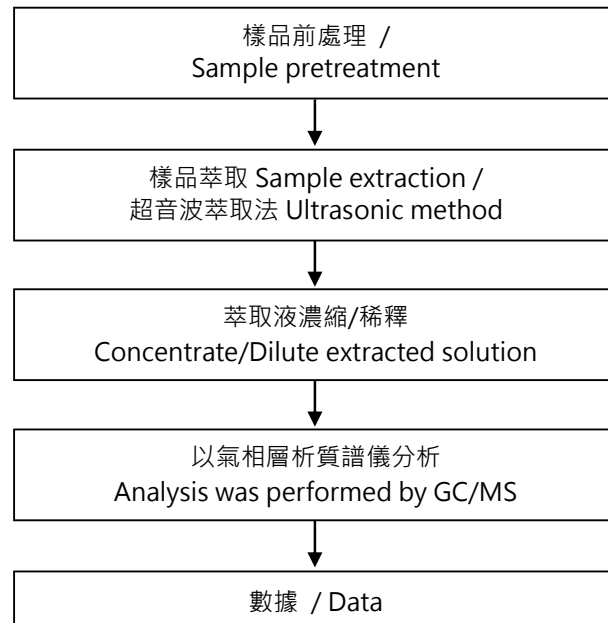 樣品前處理 /
Sample pretreatment
樣品萃取 Sample extraction /
超音波萃取法 Ultrasonic method
萃取液濃縮/稀釋
Concentrate/Dilute extracted solution
以氣相層析質譜儀分析
Analysis was performed by GC/MS
數據 / Data